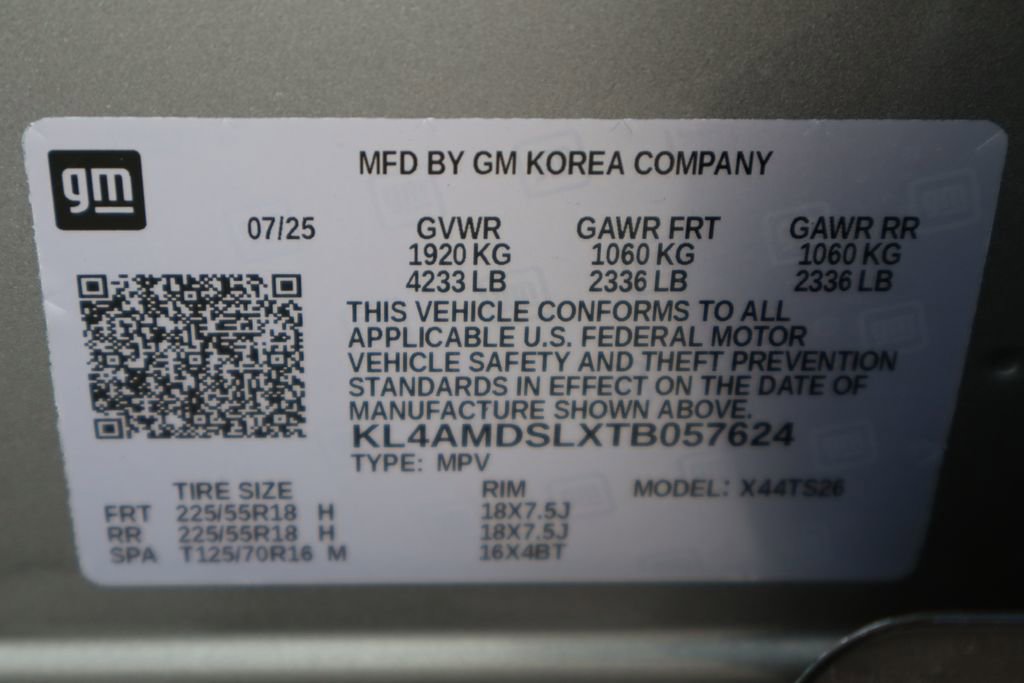 gm
MFD BY GM KOREA COMPANY
07/25 GVWR GAWR FRT GAWR RR
1920 KG 1060 KG 1060 KG
4233 LB 2336 LB 2336 LB
THIS VEHICLE CONFORMS TO ALL
APPLICABLE U.S. FEDERAL MOTOR
VEHICLE SAFETY AND THEFT PREVENTION
STANDARDS IN EFFECT ON THE DATE OF
MANUFACTURE SHOWN ABOVE.
KL4AMDSLXTB057624
TYPE: MPV
TIRE SIZE RIM MODEL: X44TS26
FRT 225/55R18 H 18X7.5J
RR 225/55R18 H 18X7.5J
SPA T125/70R16 M 16X4BT